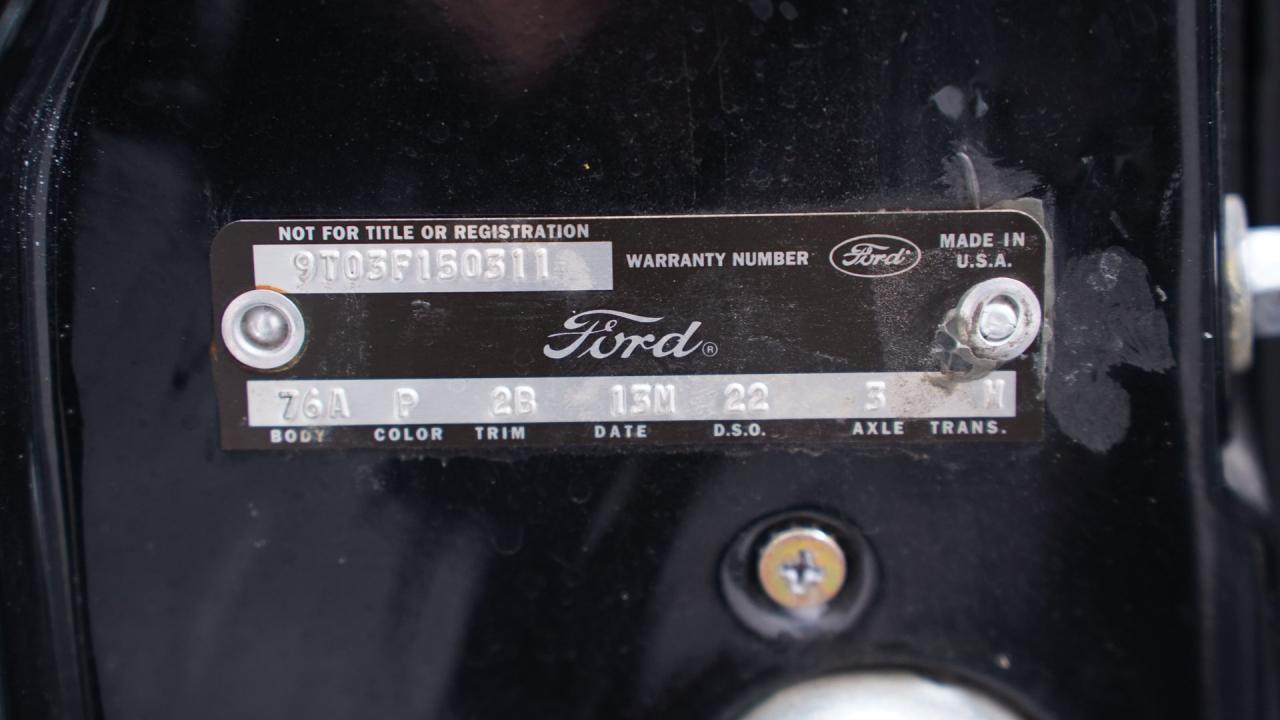 NOT FOR TITLE OR REGISTRATION
9T03F150311 WARRANTY NUMBER Ford MADE IN U.S.A.
Ford®
76A P 2B 13M 22 3 M
BODY COLOR TRIM DATE D.S.O. AXLE TRANS.